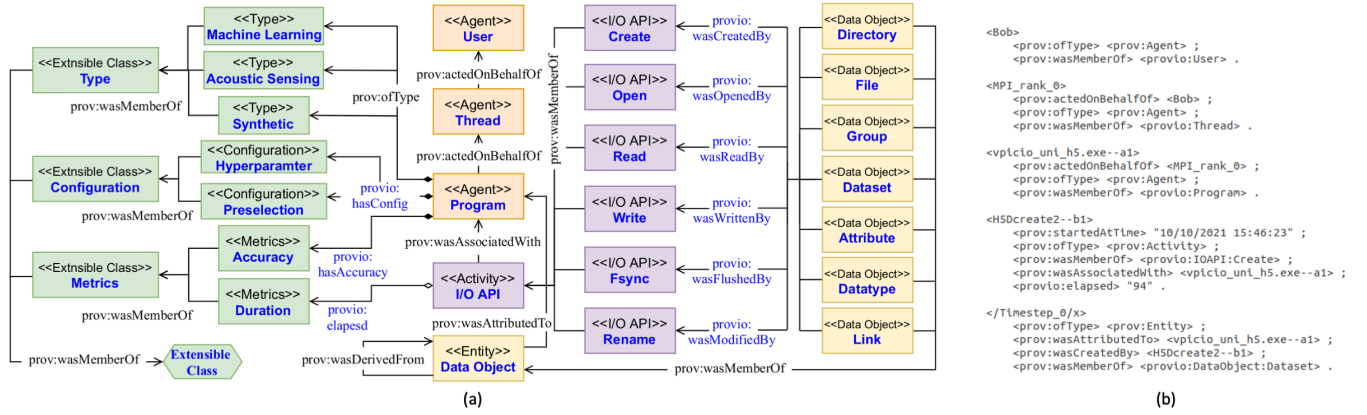 <<Type>>
Machine Learning
<<Type>>
Acoustic Sensing
<<Type>>
Synthetic
<<Extnsible Class>>
Type
prov:wasMemberOf
prov:ofType
<<Configuration>>
Hyperparamter
<<Configuration>>
Preselection
<<Extnsible Class>>
Configuration
prov:wasMemberOf
provio:
hasConfig
<<Metrics>>
Accuracy
<<Metrics>>
Duration
<<Extnsible Class>>
Metrics
prov:wasMemberOf
provio:
hasAccuracy
provio:
elapesd
prov:wasMemberOf
Extensible
Class
<<Agent>>
User
prov:actedOnBehalfOf
<<Agent>>
Thread
prov:actedOnBehalfOf
<<Agent>>
Program
prov:wasAssociatedWith
<<Activity>>
I/O API
prov:wasAttributedTo
prov:wasDerivedFrom
<<Entity>>
Data Object
prov:wasMemberOf
<<I/O API>>
Create
<<I/O API>>
Open
<<I/O API>>
Read
<<I/O API>>
Write
<<I/O API>>
Fsync
<<I/O API>>
Rename
provio:
wasCreatedBy
provio:
wasOpenedBy
provio:
wasReadBy
provio:
wasWrittenBy
provio:
wasFlushedBy
provio:
wasModifiedBy
<<Data Object>>
Directory
<<Data Object>>
File
<<Data Object>>
Group
<<Data Object>>
Dataset
<<Data Object>>
Attribute
<<Data Object>>
Datatype
<<Data Object>>
Link
prov:wasMemberOf
(a)
<Bob>
<prov:ofType> <prov:Agent> ;
<prov:wasMemberOf> <provio:User> .
<MPI_rank_0>
<prov:actedOnBehalfOf> <Bob> ;
<prov:ofType> <prov:Agent> ;
<prov:wasMemberOf> <provio:Thread> .
<vpicio_uni_h5.exe--a1>
<prov:actedOnBehalfOf> <MPI_rank_0> ;
<prov:ofType> <prov:Agent> ;
<prov:wasMemberOf> <provio:Program> .
<H5Dcreate2--b1>
<prov:startedAtTime> "10/10/2021 15:46:23" ;
<prov:ofType> <prov:Activity> ;
<prov:wasMemberOf> <provio:IOAPI:Create> ;
<prov:wasAssociatedWith> <vpicio_uni_h5.exe--a1> ;
<provio:elapsed> "94" .
</Timestep_0/x>
<prov:ofType> <prov:Entity> ;
<prov:wasAttributedTo> <vpicio_uni_h5.exe--a1> ;
<prov:wasCreatedBy> <H5Dcreate2--b1> ;
<prov:wasMemberOf> <provio:DataObject:Dataset> .
(b)